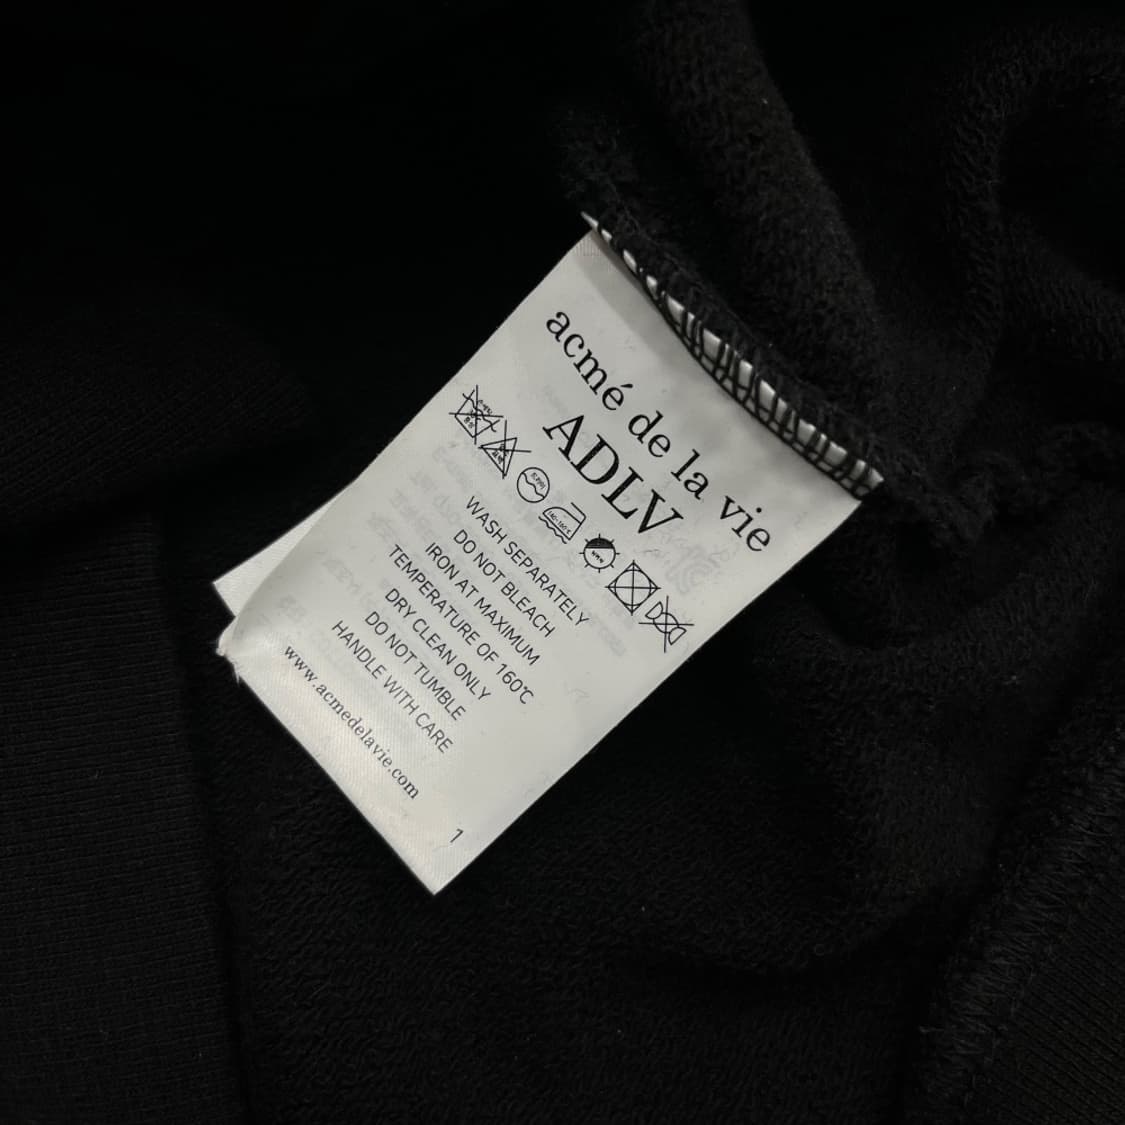 acmé de la vie
ADLV
WASH SEPARATELY
DO NOT BLEACH
IRON AT MAXIMUM
TEMPERATURE OF 160℃
DRY CLEAN ONLY
DO NOT TUMBLE
HANDLE WITH CARE
www.acmedelavie.com
1